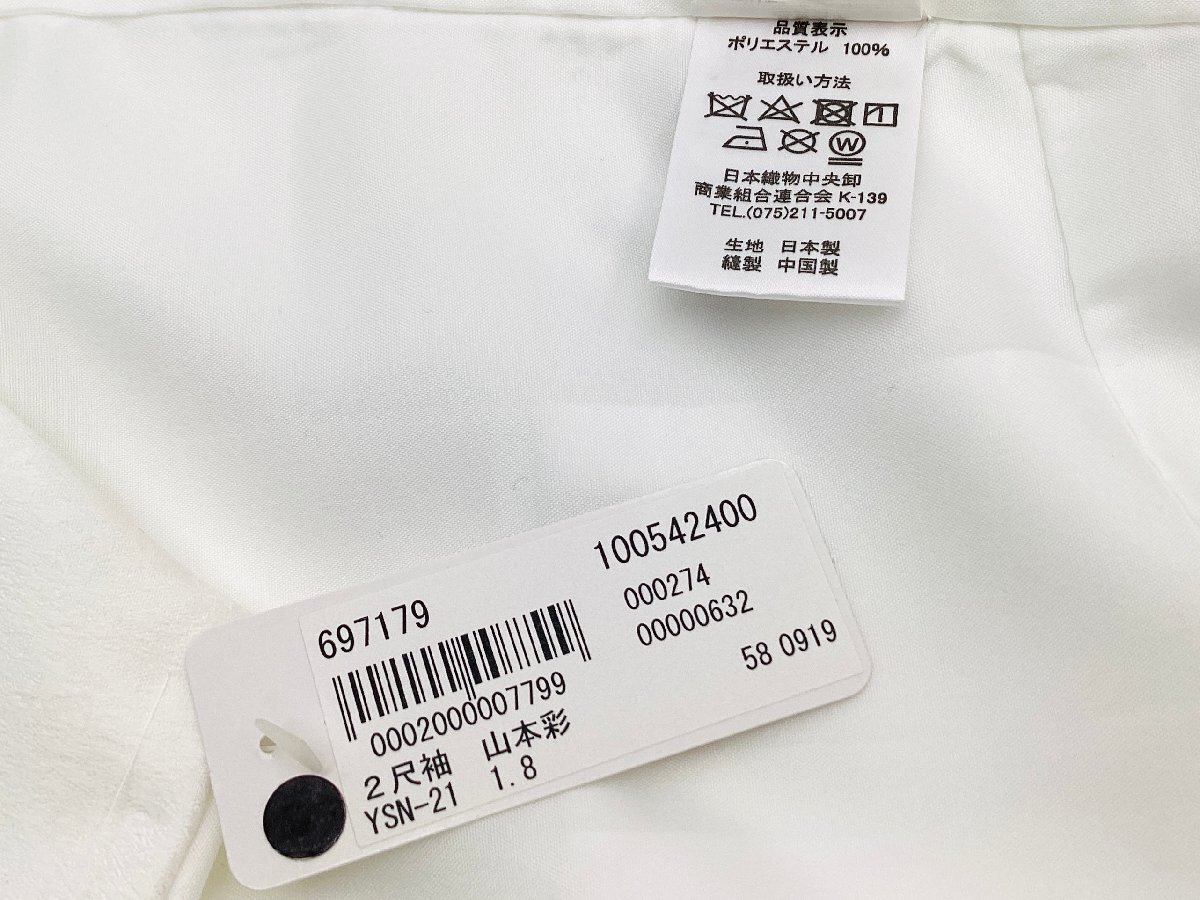 品質表示
ポリエステル 100%
取扱い方法
W
日本織物中央卸
商業組合連合会 K-139
TEL.(075)211-5007
生地 日本製
縫製 中国製
100542400
697179
000274
00000632
58 0919
0002000007799
2尺袖 山本彩
YSN-21 1.8